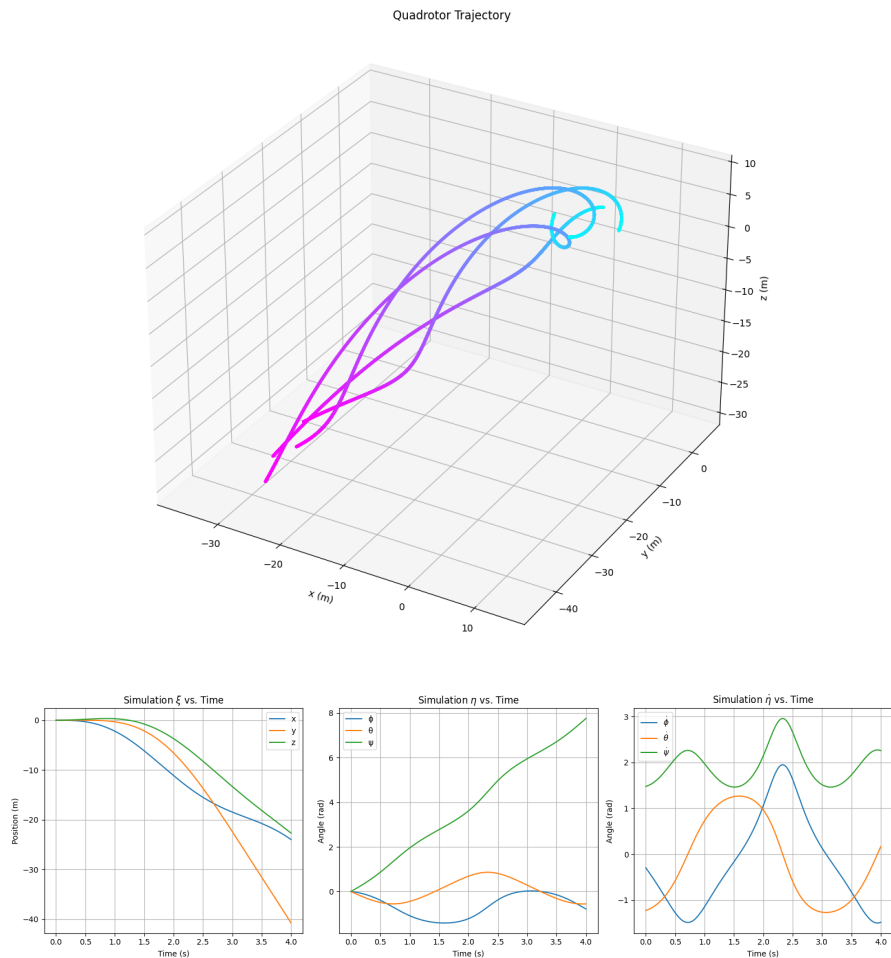 Quadrotor Trajectory
10
5
0
−5
−10
−15
−20
−25
−30
z (m)
0
−10
−20
−30
−40
y (m)
−30
−20
−10
0
10
x (m)
Simulation ξ vs. Time
x
y
z
0
−10
−20
−30
−40
Position (m)
0.0 0.5 1.0 1.5 2.0 2.5 3.0 3.5 4.0
Time (s)
Simulation η vs. Time
ϕ
θ
ψ
8
6
4
2
0
Angle (rad)
0.0 0.5 1.0 1.5 2.0 2.5 3.0 3.5 4.0
Time (s)
Simulation η̇ vs. Time
ϕ̇
θ̇
ψ̇
3
2
1
0
−1
Angle (rad)
0.0 0.5 1.0 1.5 2.0 2.5 3.0 3.5 4.0
Time (s)